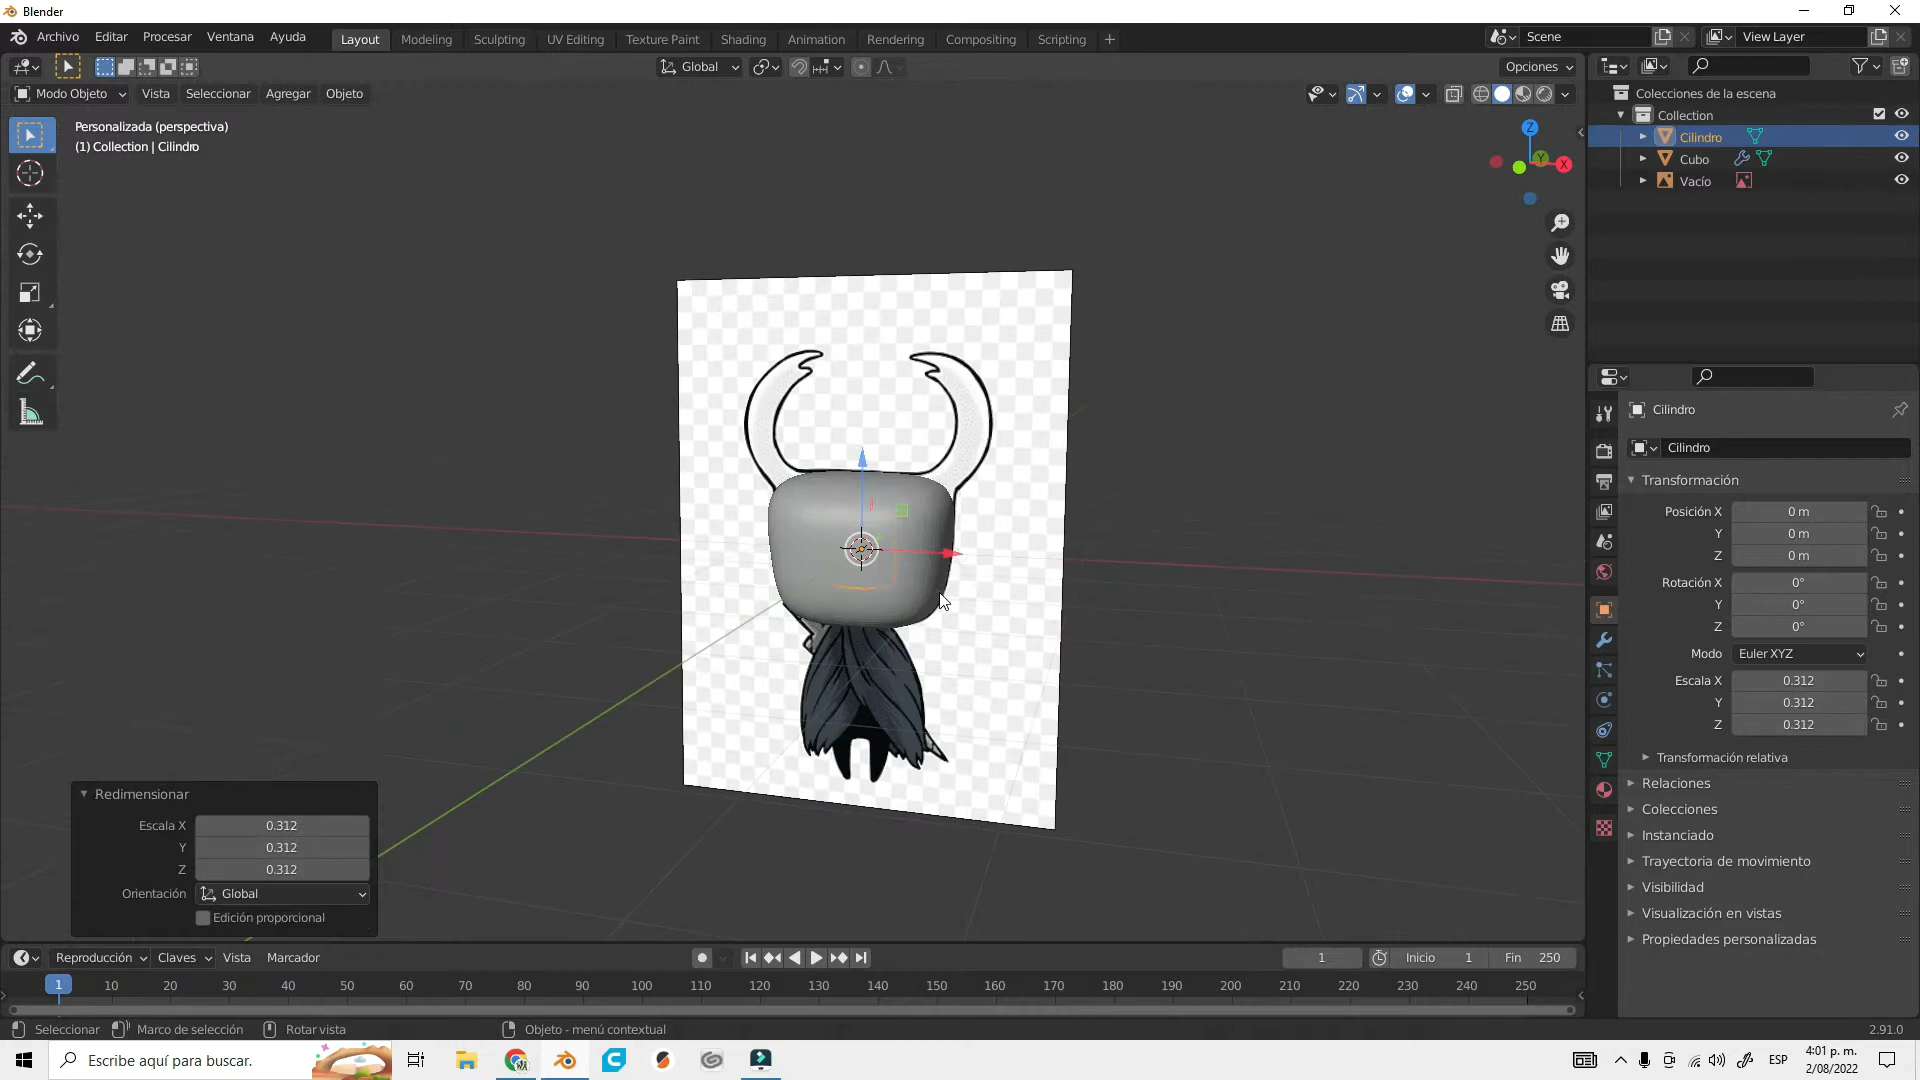 Blender
Archivo Editar Procesar Ventana Ayuda Layout Modeling Sculpting UV Editing Texture Paint Shading Animation Rendering Compositing Scripting + Scene View Layer
Global Opciones
Modo Objeto Vista Seleccionar Agregar Objeto
Personalizada (perspectiva)
(1) Collection | Cilindro
Z
Y
X
Colecciones de la escena
Collection
Cilindro
Cubo
Vacío
Cilindro
Cilindro
Transformación
Posición X 0 m
Y 0 m
Z 0 m
Rotación X 0°
Y 0°
Z 0°
Modo Euler XYZ
Escala X 0.312
Y 0.312
Z 0.312
Transformación relativa
Relaciones
Colecciones
Instanciado
Trayectoria de movimiento
Visibilidad
Visualización en vistas
Propiedades personalizadas
Redimensionar
Escala X 0.312
Y 0.312
Z 0.312
Orientación Global
Edición proporcional
Reproducción Claves Vista Marcador 1 Inicio 1 Fin 250
1 10 20 30 40 50 60 70 80 90 100 110 120 130 140 150 160 170 180 190 200 210 220 230 240 250
Seleccionar Marco de selección Rotar vista Objeto - menú contextual 2.91.0
Escribe aquí para buscar. ESP 4:01 p. m.
2/08/2022